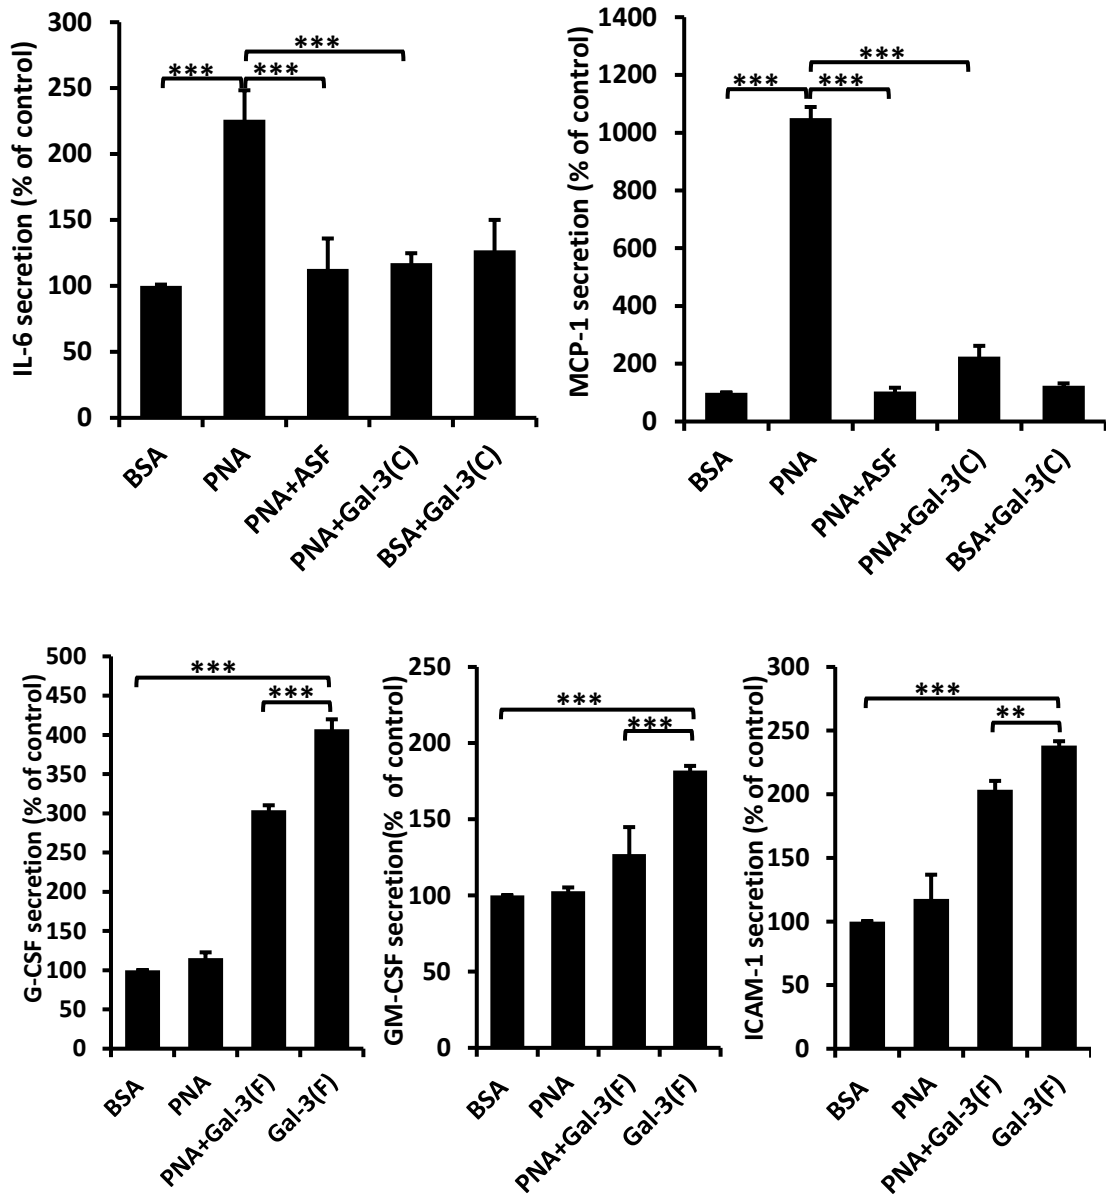 IL-6 secretion (% of control)
300
250
200
150
100
50
0
***
***
***
BSA
PNA
PNA+ASF
PNA+Gal-3(C)
BSA+Gal-3(C)
MCP-1 secretion (% of control)
1400
1200
1000
800
600
400
200
0
***
***
***
BSA
PNA
PNA+ASF
PNA+Gal-3(C)
BSA+Gal-3(C)
G-CSF secretion (% of control)
500
450
400
350
300
250
200
150
100
50
0
***
***
BSA
PNA
PNA+Gal-3(F)
Gal-3(F)
GM-CSF secretion(% of control)
250
200
150
100
50
0
***
***
BSA
PNA
PNA+Gal-3(F)
Gal-3(F)
ICAM-1 secretion (% of control)
300
250
200
150
100
50
0
***
**
BSA
PNA
PNA+Gal-3(F)
Gal-3(F)